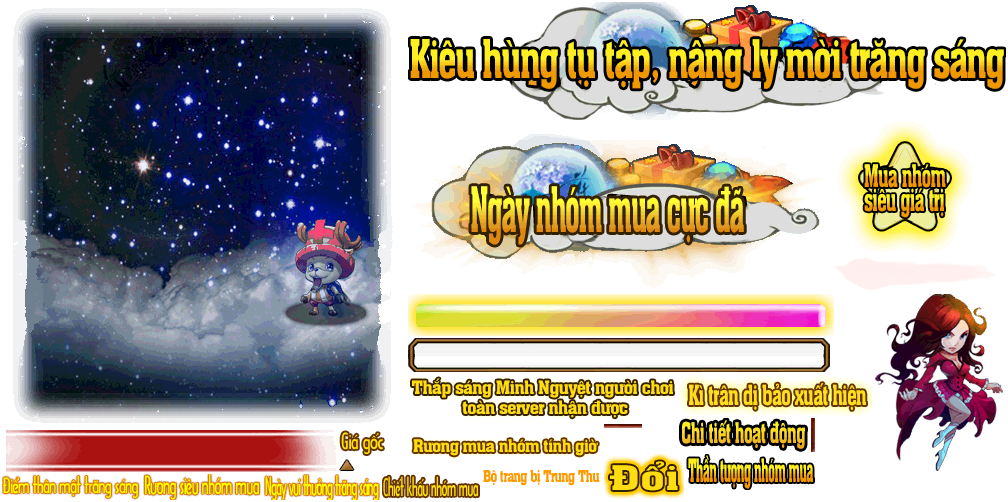 Kiêu hùng tụ tập, nậng ly mời trăng sáng
Ngày nhóm mua cực đã
Mua nhóm
siêu giá trị
Thắp sáng Minh Nguyệt người chơi
toàn server nhận được
Kì trân dị bảo xuất hiện
Chi tiết hoạt động
Giá gốc
Rương mua nhóm tính giờ
Thần tượng nhóm mua
Bộ trang bị Trung Thu
Đổi
Điểm thân mật trăng sáng
Rương siêu nhóm mua
Ngày vui thưởng trăng sáng
Chiết khấu nhóm mua